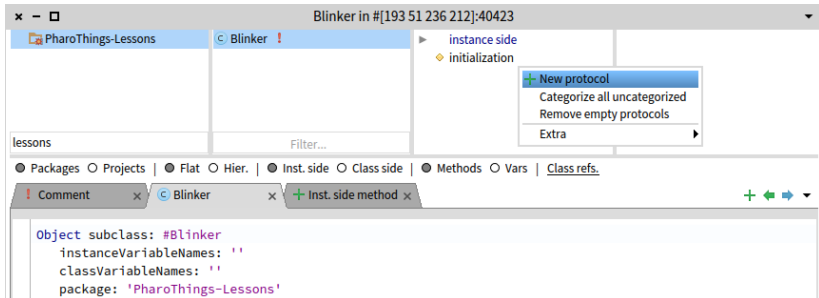 Blinker in #[193 51 236 212]:40423
PharoThings-Lessons
Blinker !
instance side
initialization
New protocol
Categorize all uncategorized
Remove empty protocols
Extra
lessons
Filter...
Packages Projects | Flat Hier. | Inst. side Class side | Methods Vars | Class refs.
! Comment × Blinker × Inst. side method ×
Object subclass: #Blinker
instanceVariableNames: ''
classVariableNames: ''
package: 'PharoThings-Lessons'